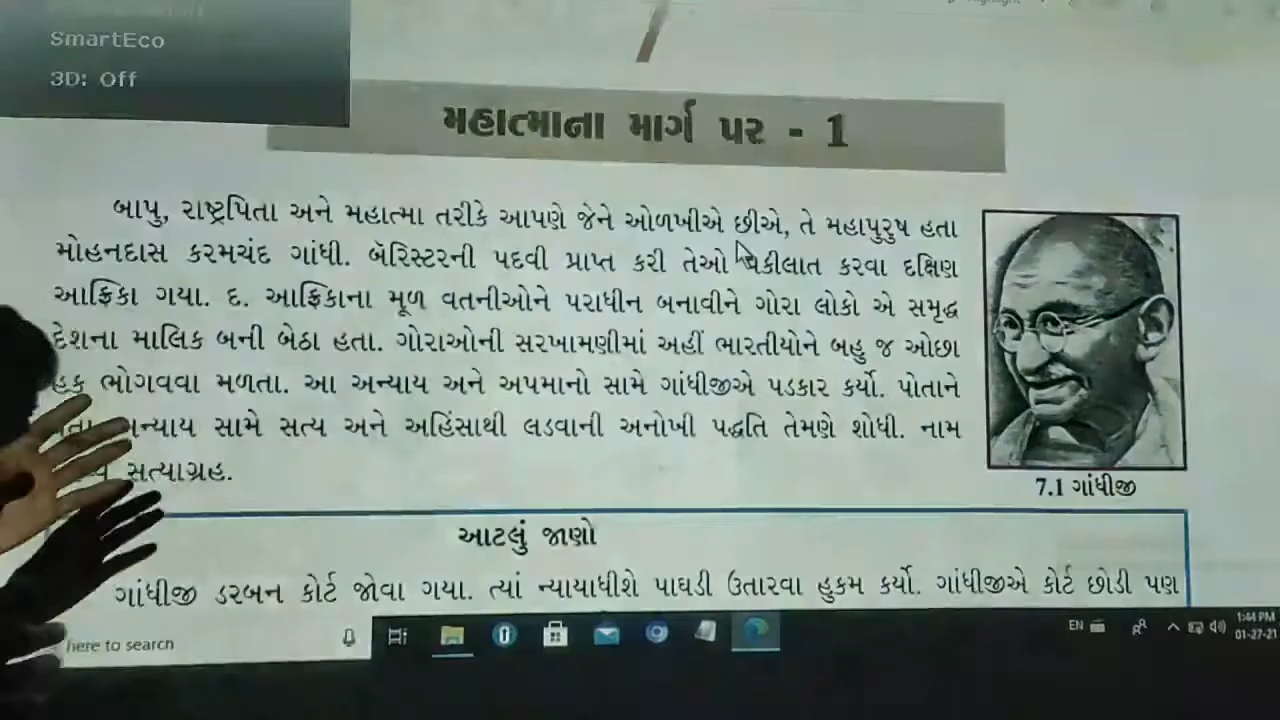 SmartEco
3D: Off
7
મહાત્માના માર્ગ પર - 1
બાપુ, રાષ્ટ્રપિતા અને મહાત્મા તરીકે આપણે જેને ઓળખીએ છીએ, તે મહાપુરુષ હતા
મોહનદાસ કરમચંદ ગાંધી. બૅરિસ્ટરની પદવી પ્રાપ્ત કરી તેઓ વકીલાત કરવા દક્ષિણ
આફ્રિકા ગયા. દ. આફ્રિકાના મૂળ વતનીઓને પરાધીન બનાવીને ગોરા લોકો એ સમૃદ્ધ
દેશના માલિક બની બેઠા હતા. ગોરાઓની સરખામણીમાં અહીં ભારતીયોને બહુ જ ઓછા
હક ભોગવવા મળતા. આ અન્યાય અને અપમાનો સામે ગાંધીજીએ પડકાર કર્યો. પોતાને
અન્યાય સામે સત્ય અને અહિંસાથી લડવાની અનોખી પદ્ધતિ તેમણે શોધી. નામ
સત્યાગ્રહ.
7.1 ગાંધીજી
આટલું જાણો
ગાંધીજી ડરબન કોર્ટ જોવા ગયા. ત્યાં ન્યાયાધીશે પાઘડી ઉતારવા હુકમ કર્યો. ગાંધીજીએ કોર્ટ છોડી પણ
here to search
EN
1:44 PM
01-27-21